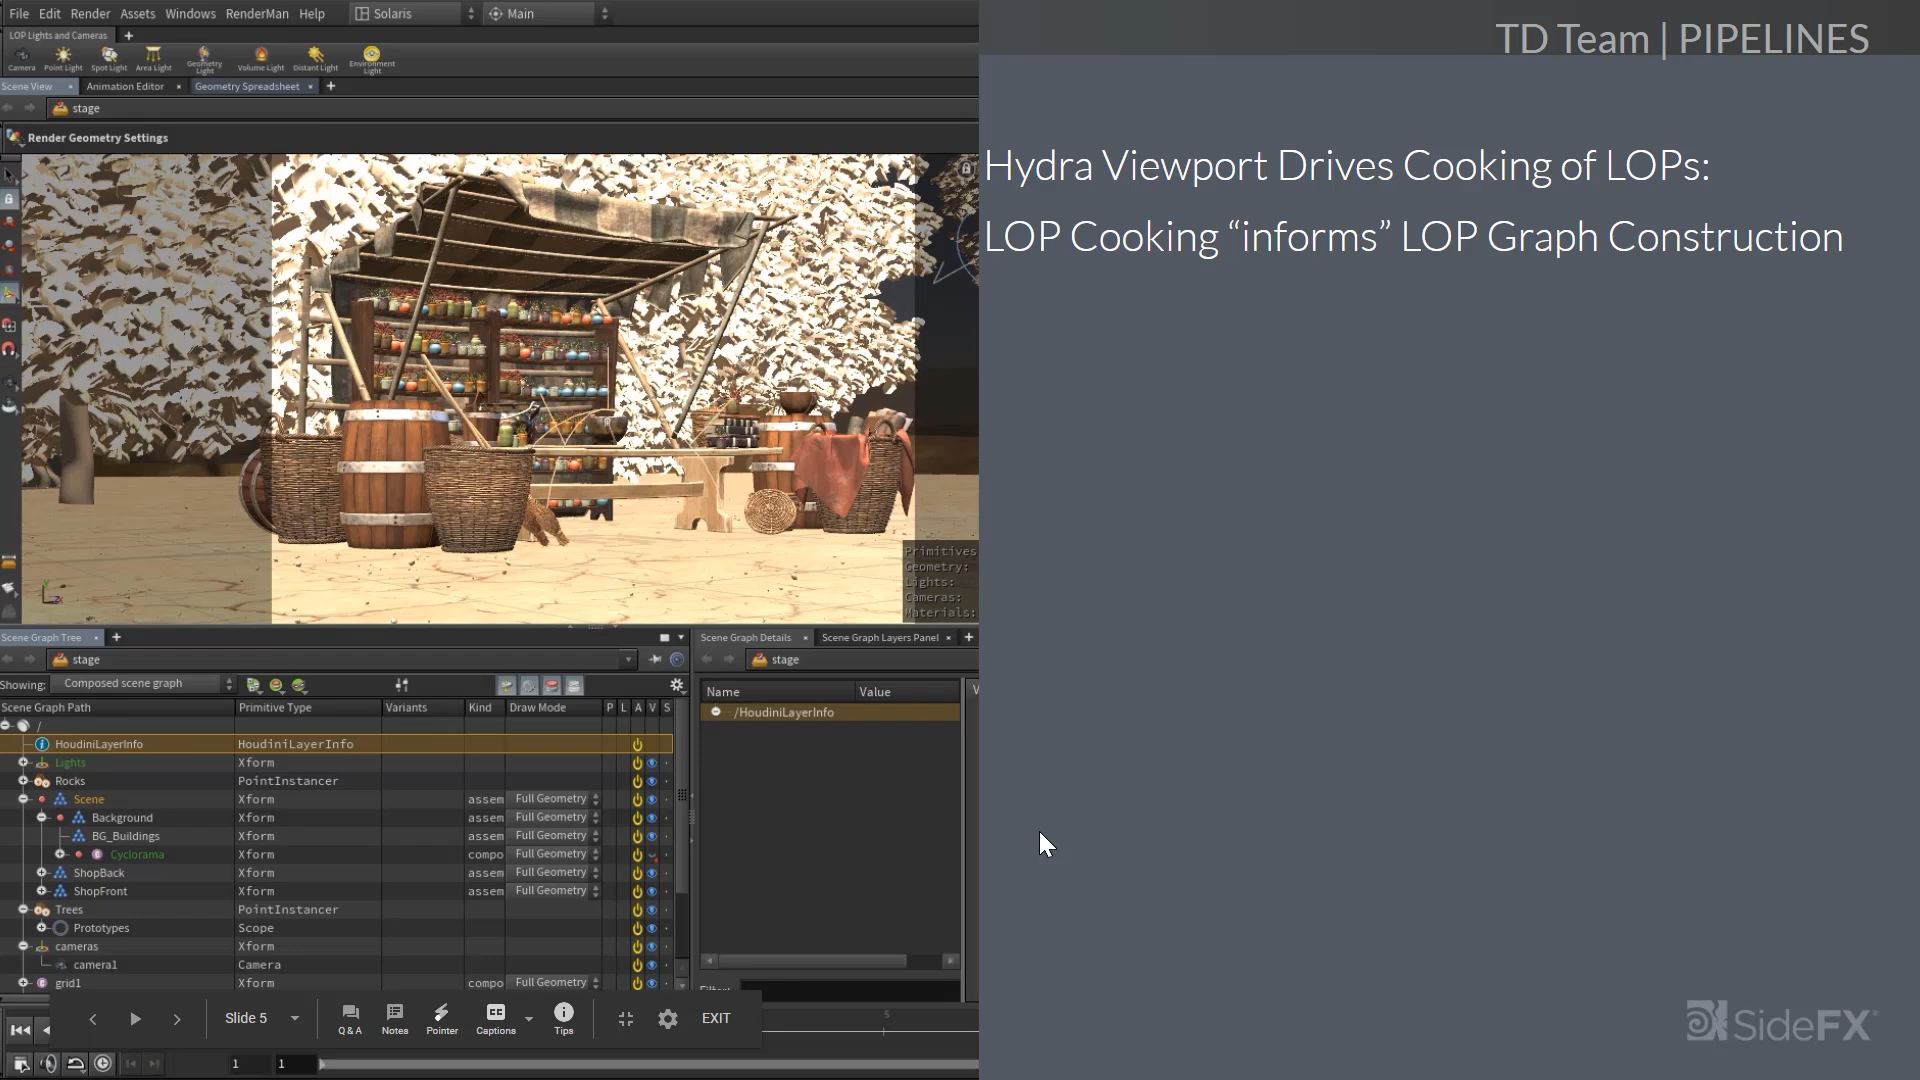 File Edit Render Assets Windows RenderMan Help Solaris Main
TD Team | PIPELINES
LOP Lights and Cameras
Camera Point Light Spot Light Area Light Geometry Light Volume Light Distant Light Environment Light
Scene View Animation Editor Geometry Spreadsheet
stage
Render Geometry Settings
Hydra Viewport Drives Cooking of LOPs:
LOP Cooking “informs” LOP Graph Construction
Primitives
Geometry:
Lights:
Cameras:
Materials:
Scene Graph Tree
stage
Showing: Composed scene graph
Scene Graph Path Primitive Type Variants Kind Draw Mode P L A V S
/
HoudiniLayerInfo HoudiniLayerInfo
Lights Xform
Rocks PointInstancer
Scene Xform assem Full Geometry
Background Xform assem Full Geometry
BG_Buildings Xform assem Full Geometry
Cyclorama Xform compo Full Geometry
ShopBack Xform assem Full Geometry
ShopFront Xform assem Full Geometry
Trees PointInstancer
Prototypes Scope
cameras Xform
camera1 Camera
grid1 Xform compo Full Geometry
Scene Graph Details Scene Graph Layers Panel
stage
Name Value
/HoudiniLayerInfo
Slide 5 Q & A Notes Pointer Captions Tips EXIT
5
1 1
SideFX